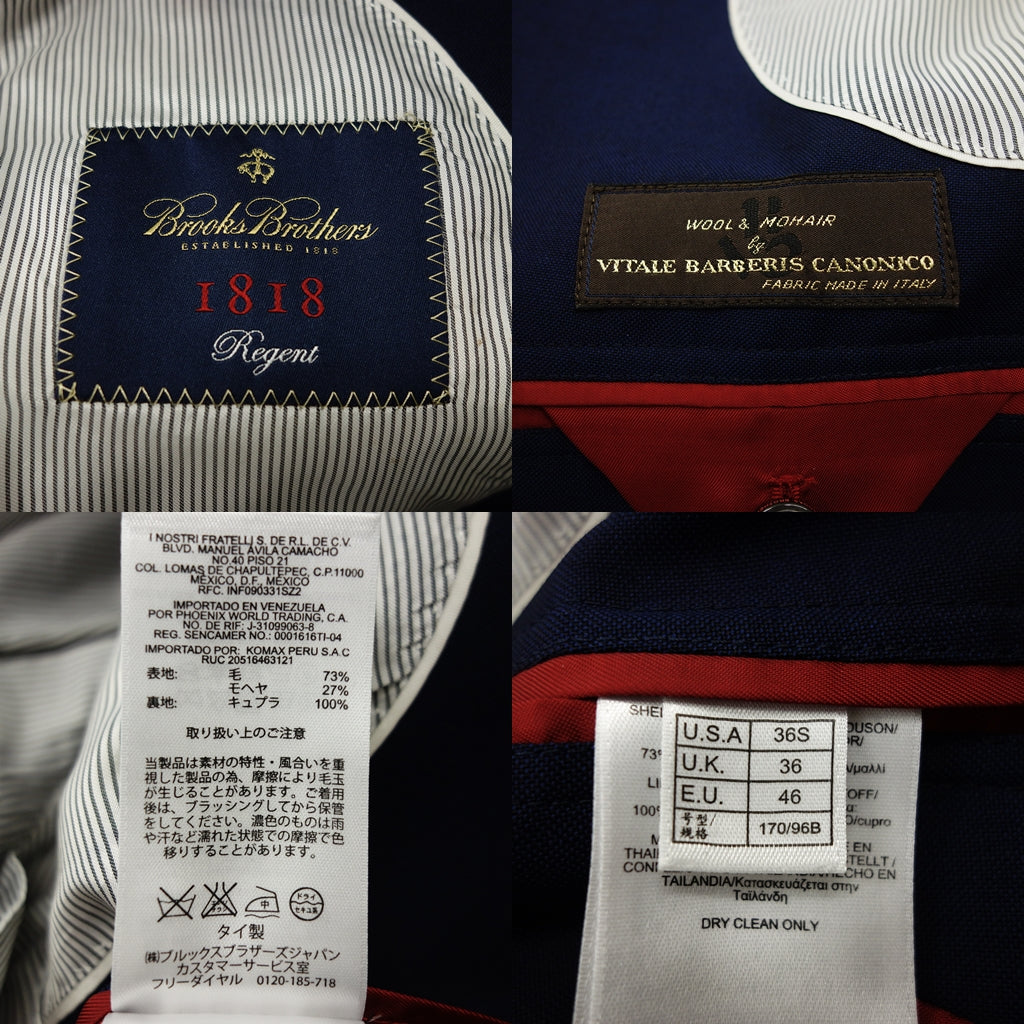 Brooks Brothers
ESTABLISHED 1818
1818
Regent
WOOL & MOHAIR
by
VITALE BARBERIS CANONICO
FABRIC MADE IN ITALY
I NOSTRI FRATELLI S. DE R.L. DE C.V.
BLVD. MANUEL ÁVILA CAMACHO
NO.40 PISO 21
COL. LOMAS DE CHAPULTEPEC, C.P.11000
MÉXICO, D.F., MÉXICO
RFC. INF090331SZ2
IMPORTADO EN VENEZUELA
POR PHOENIX WORLD TRADING, C.A.
NO. DE RIF: J-31099063-8
REG. SENCAMER NO.: 0001616TI-04
IMPORTADO POR: KOMAX PERU S.A.C
RUC 20516463121
表地: 毛 73%
モヘヤ 27%
裏地: キュプラ 100%
取り扱い上のご注意
当製品は素材の特性・風合いを重
視した製品の為、摩擦により毛玉
が生じることがあります。ご着用
後は、ブラッシングしてから保管
をしてください。濃色のものは雨
や汗など濡れた状態での摩擦で色
移りすることがあります。
中 ドライ セキユ系
タイ製
㈱ブルックスブラザーズジャパン
カスタマーサービス室
フリーダイヤル 0120-185-718
U.S.A 36S
U.K. 36
E.U. 46
号型/规格 170/96B
TAILANDIA/Κατασκευάζεται στην
Ταϊλάνδη
DRY CLEAN ONLY